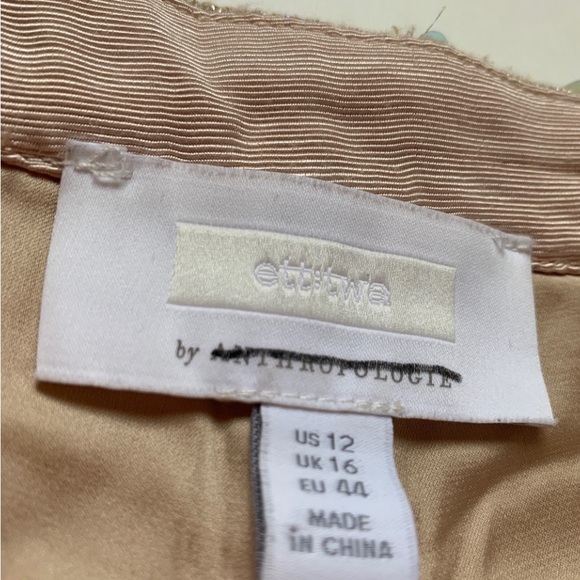 ett:twa
by ANTHROPOLOGIE
US 12
UK 16
EU 44
MADE
IN CHINA